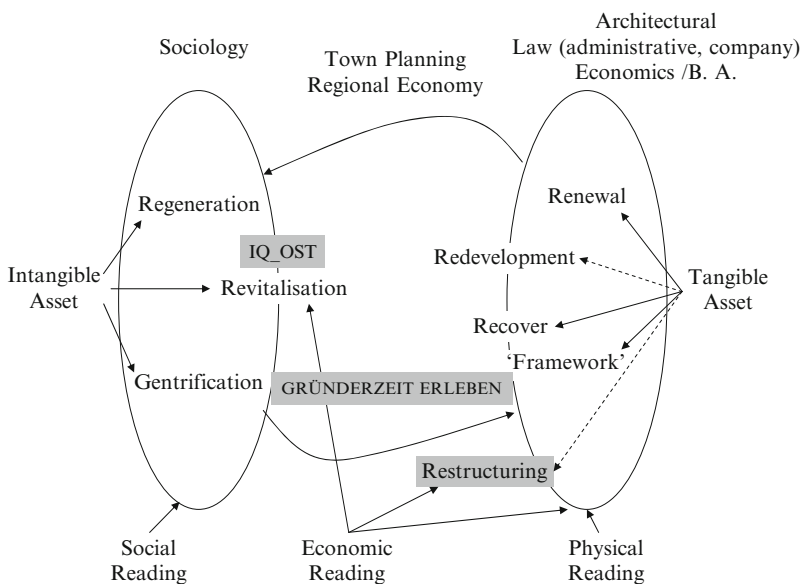 Sociology
Town Planning
Regional Economy
Architectural
Law (administrative, company)
Economics /B. A.
Regeneration
Renewal
IQ_OST
Redevelopment
Intangible
Asset
Revitalisation
Tangible
Asset
Recover
‘Framework’
Gentrification
GRÜNDERZEIT ERLEBEN
Restructuring
Social
Reading
Economic
Reading
Physical
Reading